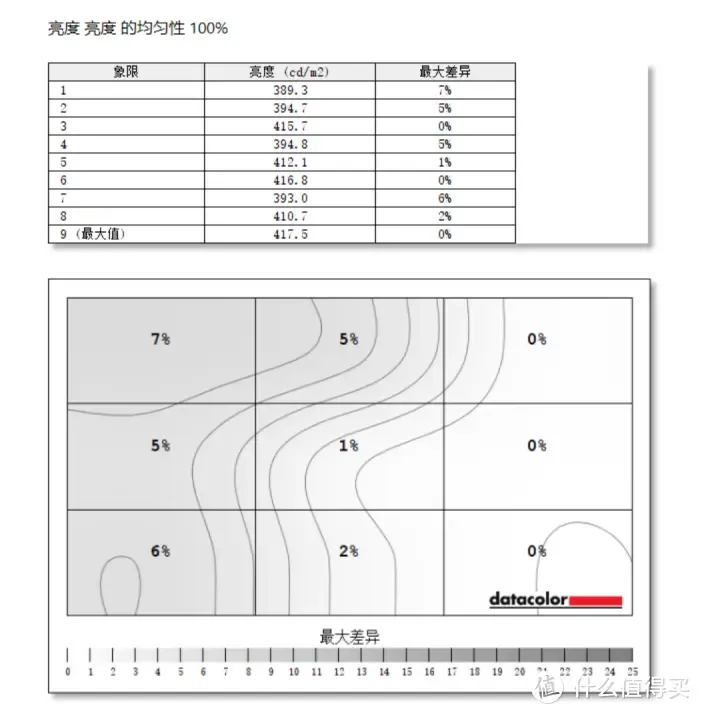 亮度 亮度 的均匀性 100%
象限 亮度 (cd/m2) 最大差异
1 389.3 7%
2 394.7 5%
3 415.7 0%
4 394.8 5%
5 412.1 1%
6 416.8 0%
7 393.0 6%
8 410.7 2%
9 (最大值) 417.5 0%
7% 5% 0%
5% 1% 0%
6% 2% 0%
datacolor
最大差异
0 1 2 3 4 5 6 7 8 9 10 11 12 13 14 15 16 17 18 19 20 21 22 23 24 25
值 什么值得买